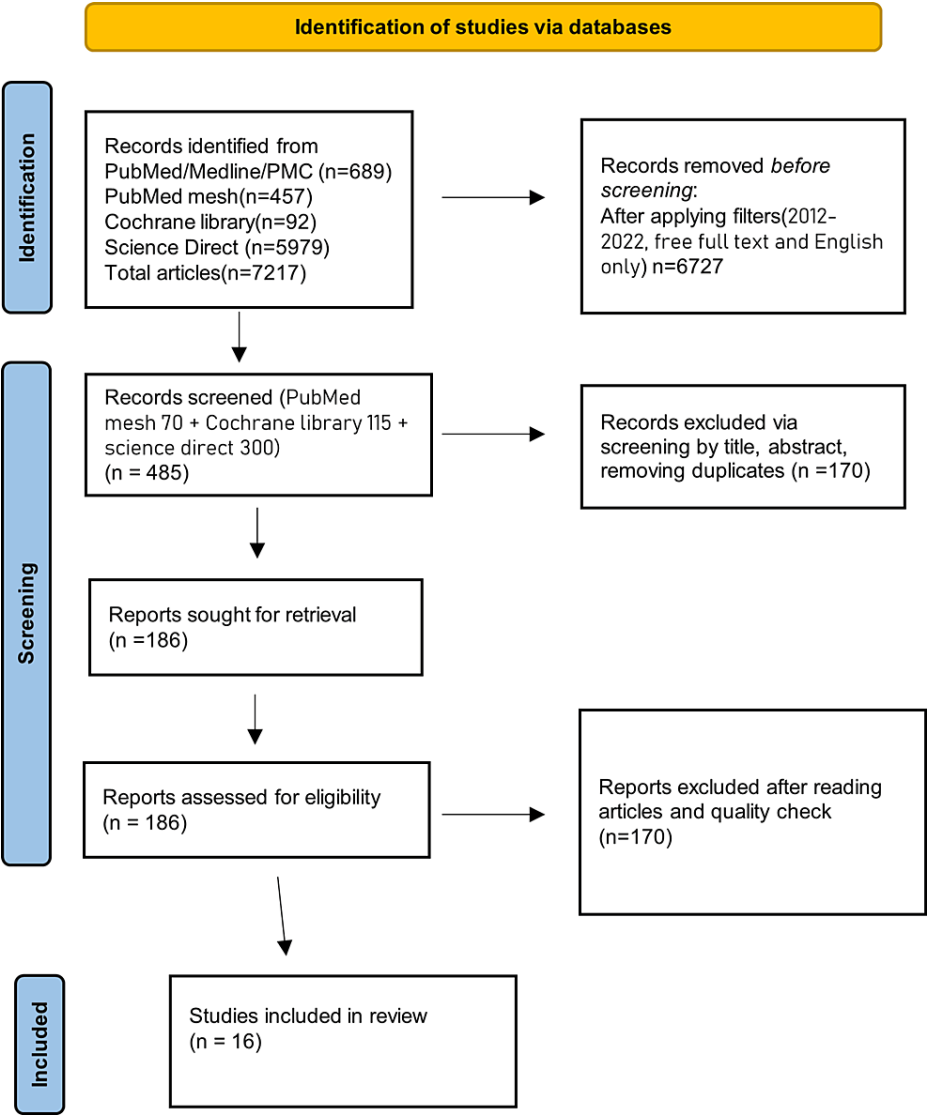 Identification of studies via databases
Identification
Records identified from
PubMed/Medline/PMC (n=689)
PubMed mesh(n=457)
Cochrane library(n=92)
Science Direct (n=5979)
Total articles(n=7217)
Records removed before
screening:
After applying filters(2012-
2022, free full text and English
only) n=6727
Screening
Records screened (PubMed
mesh 70 + Cochrane library 115 +
science direct 300)
(n = 485)
Records excluded via
screening by title, abstract,
removing duplicates (n =170)
Reports sought for retrieval
(n =186)
Reports assessed for eligibility
(n = 186)
Reports excluded after reading
articles and quality check
(n=170)
Included
Studies included in review
(n = 16)